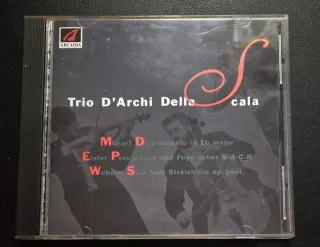 ARCADIA
Trio D'Archi Della Scala
Mozart Divertimento in Eb major
Eisler Praeludium und Fuge ueber B-A-C-H
Webern Satz fuer Streichtrio op.post.